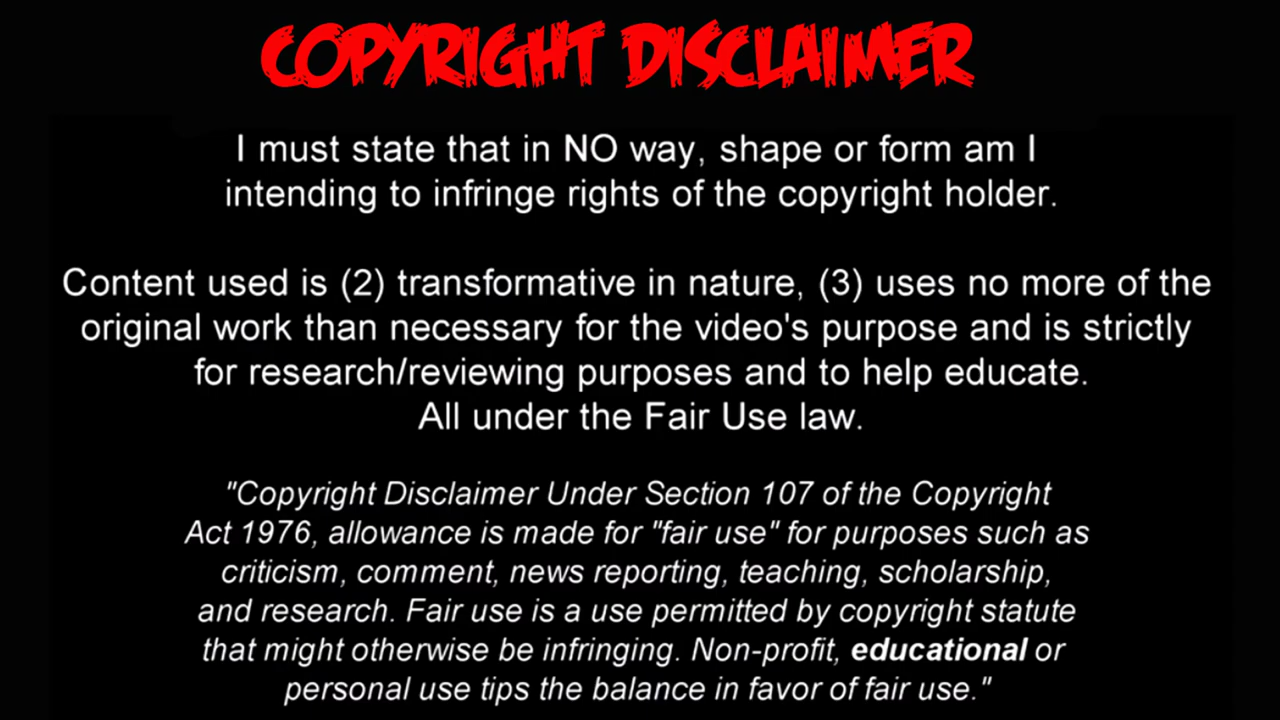 COPYRIGHT DISCLAIMER
I must state that in NO way, shape or form am I
intending to infringe rights of the copyright holder.
Content used is (2) transformative in nature, (3) uses no more of the
original work than necessary for the video's purpose and is strictly
for research/reviewing purposes and to help educate.
All under the Fair Use law.
"Copyright Disclaimer Under Section 107 of the Copyright
Act 1976, allowance is made for "fair use" for purposes such as
criticism, comment, news reporting, teaching, scholarship,
and research. Fair use is a use permitted by copyright statute
that might otherwise be infringing. Non-profit, educational or
personal use tips the balance in favor of fair use."